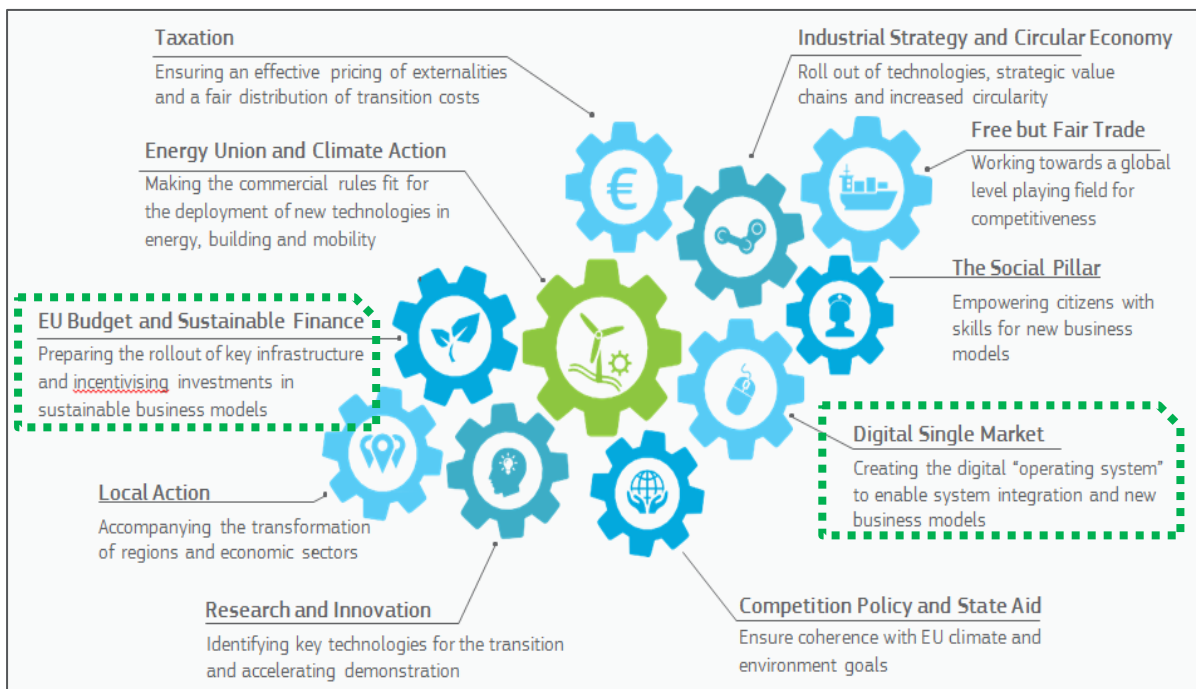 Taxation
Ensuring an effective pricing of externalities
and a fair distribution of transition costs
Industrial Strategy and Circular Economy
Roll out of technologies, strategic value
chains and increased circularity
Free but Fair Trade
Working towards a global
level playing field for
competitiveness
Energy Union and Climate Action
Making the commercial rules fit for
the deployment of new technologies in
energy, building and mobility
€
The Social Pillar
Empowering citizens with
skills for new business
models
EU Budget and Sustainable Finance
Preparing the rollout of key infrastructure
and incentivising investments in
sustainable business models
Digital Single Market
Creating the digital “operating system”
to enable system integration and new
business models
Local Action
Accompanying the transformation
of regions and economic sectors
Research and Innovation
Identifying key technologies for the transition
and accelerating demonstration
Competition Policy and State Aid
Ensure coherence with EU climate and
environment goals